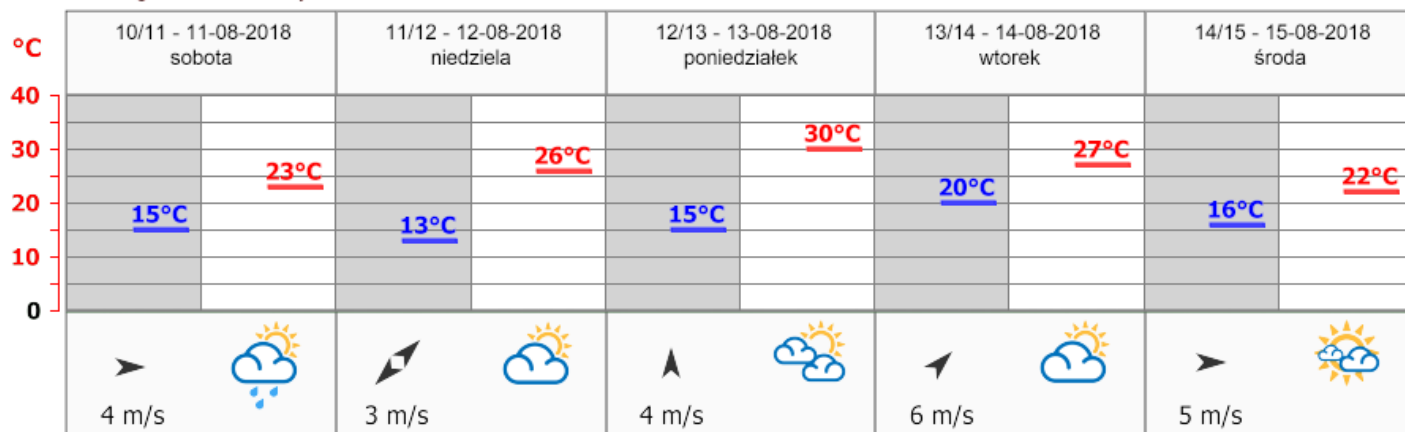 °C
10/11 - 11-08-2018
sobota
11/12 - 12-08-2018
niedziela
12/13 - 13-08-2018
poniedziałek
13/14 - 14-08-2018
wtorek
14/15 - 15-08-2018
środa
40
30
20
10
0
15°C
23°C
13°C
26°C
15°C
30°C
20°C
27°C
16°C
22°C
4 m/s
3 m/s
4 m/s
6 m/s
5 m/s